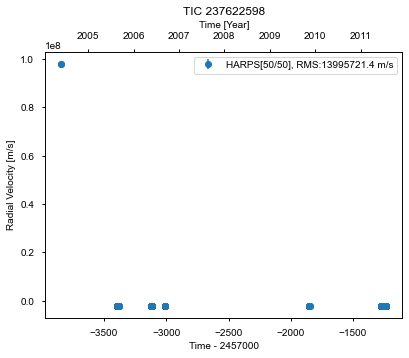 TIC 237622598
Time [Year]
2005 2006 2007 2008 2009 2010 2011
1e8
HARPS[50/50], RMS:13995721.4 m/s
Radial Velocity [m/s]
1.0
0.8
0.6
0.4
0.2
0.0
−3500 −3000 −2500 −2000 −1500
Time - 2457000